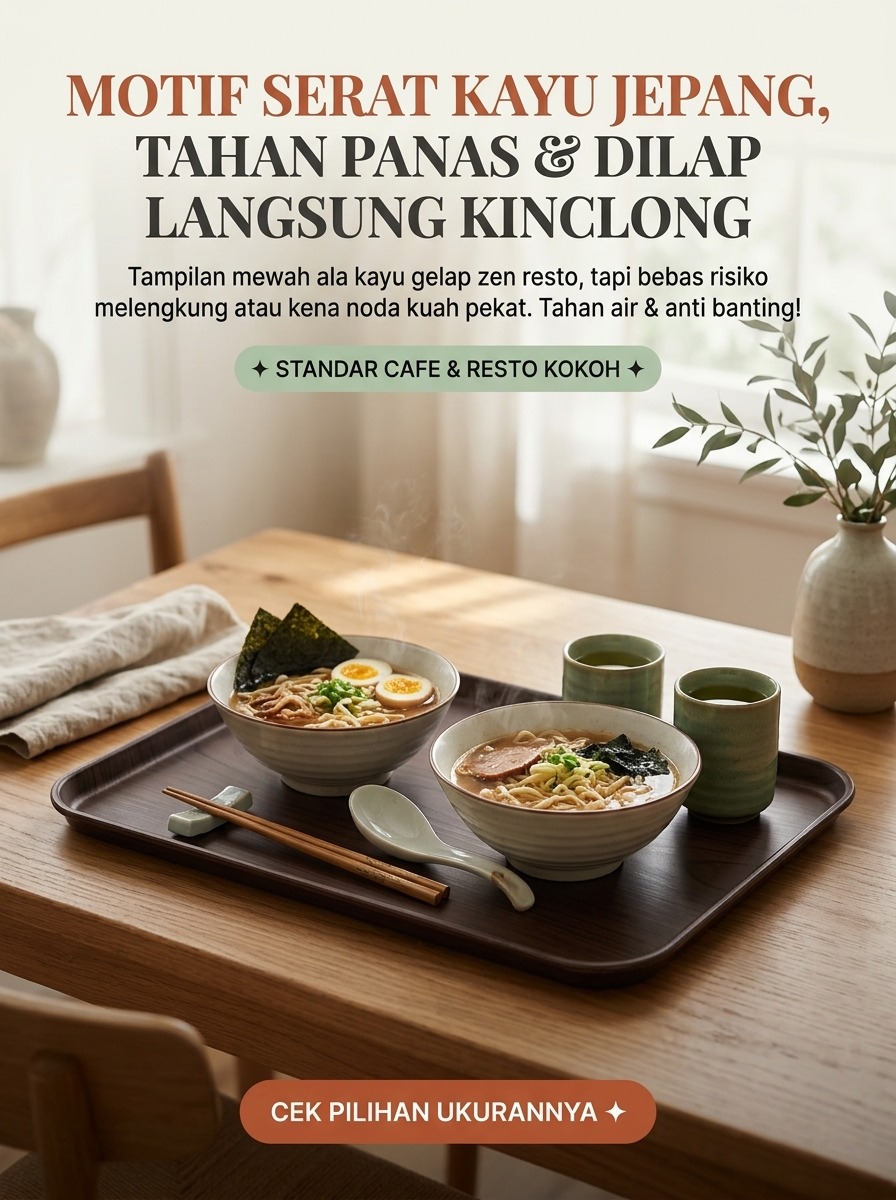 MOTIF SERAT KAYU JEPANG,
TAHAN PANAS & DILAP
LANGSUNG KINCLONG
Tampilan mewah ala kayu gelap zen resto, tapi bebas risiko
melengkung atau kena noda kuah pekat. Tahan air & anti banting!
✦ STANDAR CAFE & RESTO KOKOH ✦
CEK PILIHAN UKURANNYA ✦